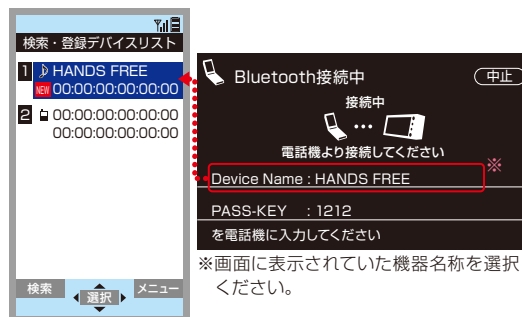 検索・登録デバイスリスト
1 HANDS FREE
NEW 00:00:00:00:00:00
2 00:00:00:00:00:00
00:00:00:00:00:00
検索 選択 メニュー
Bluetooth接続中 中止
接続中
…
電話機より接続してください
Device Name : HANDS FREE ※
PASS-KEY : 1212
を電話機に入力してください
※画面に表示されていた機器名称を選択
ください。